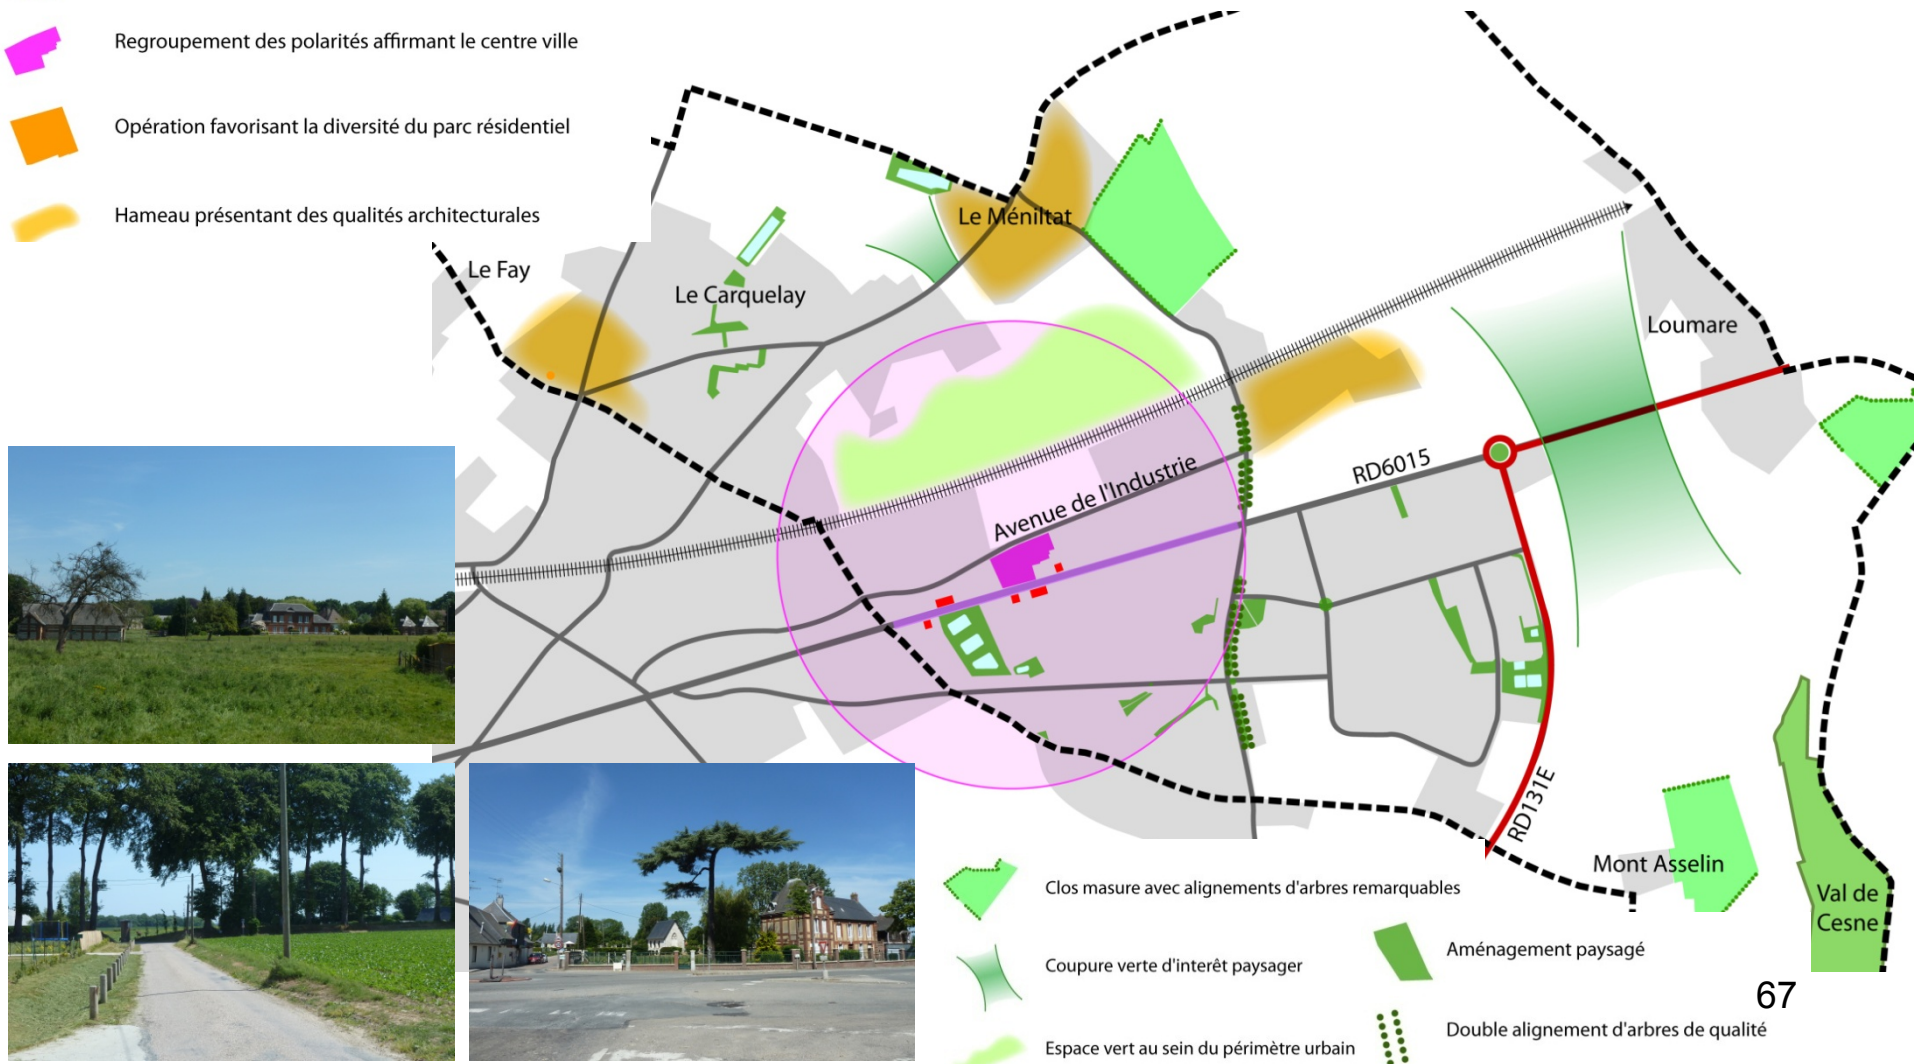 Regroupement des polarités affirmant le centre ville
Opération favorisant la diversité du parc résidentiel
Hameau présentant des qualités architecturales
Le Fay
Le Carquelay
Le Méniltat
Loumare
Avenue de l'Industrie
RD6015
RD131E
Mont Asselin
Val de
Cesne
Clos masure avec alignements d'arbres remarquables
Coupure verte d'interêt paysager
Espace vert au sein du périmètre urbain
Aménagement paysagé
Double alignement d'arbres de qualité
67